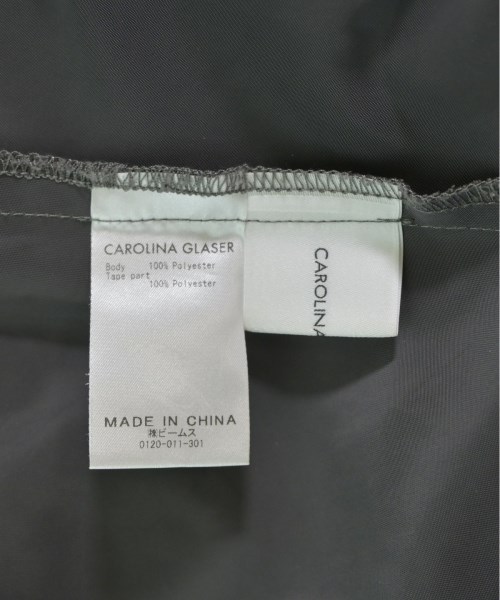 CAROLINA GLASER
Body 100% Polyester
Tape part
100% Polyester
MADE IN CHINA
㈱ビームス
0120-011-301
CAROLINA